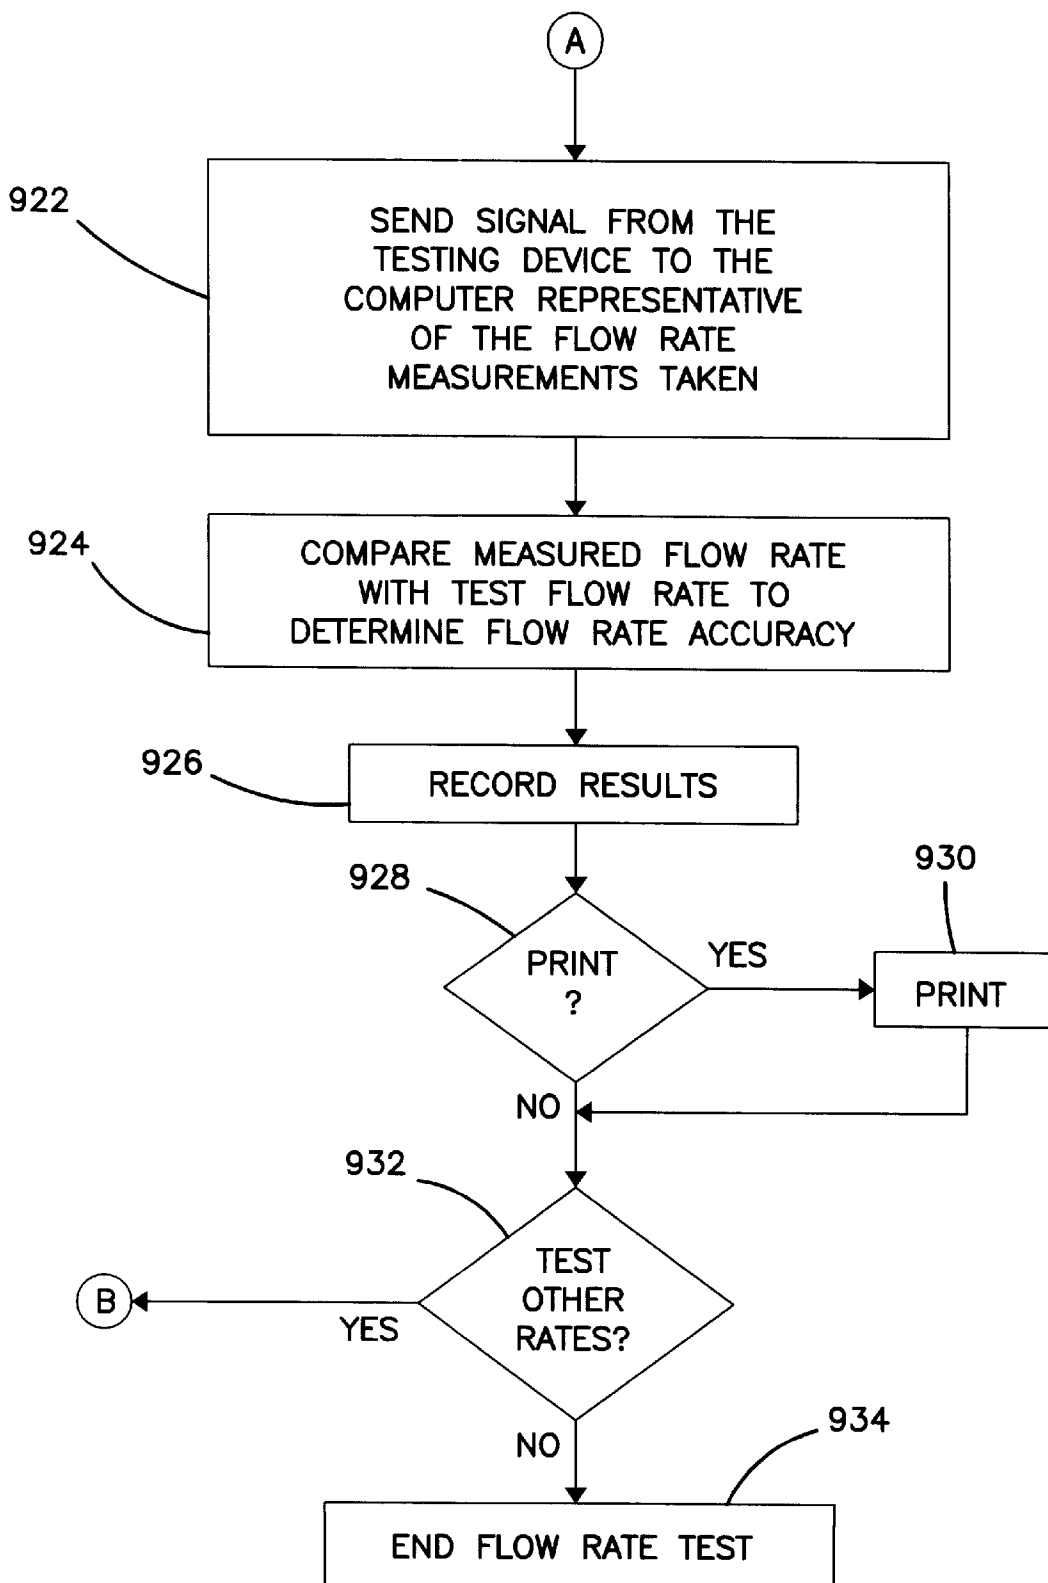 A
922
SEND SIGNAL FROM THE
TESTING DEVICE TO THE
COMPUTER REPRESENTATIVE
OF THE FLOW RATE
MEASUREMENTS TAKEN
924
COMPARE MEASURED FLOW RATE
WITH TEST FLOW RATE TO
DETERMINE FLOW RATE ACCURACY
926
RECORD RESULTS
928
PRINT
?
YES
930
PRINT
NO
932
TEST
OTHER
RATES?
YES
B
NO
934
END FLOW RATE TEST